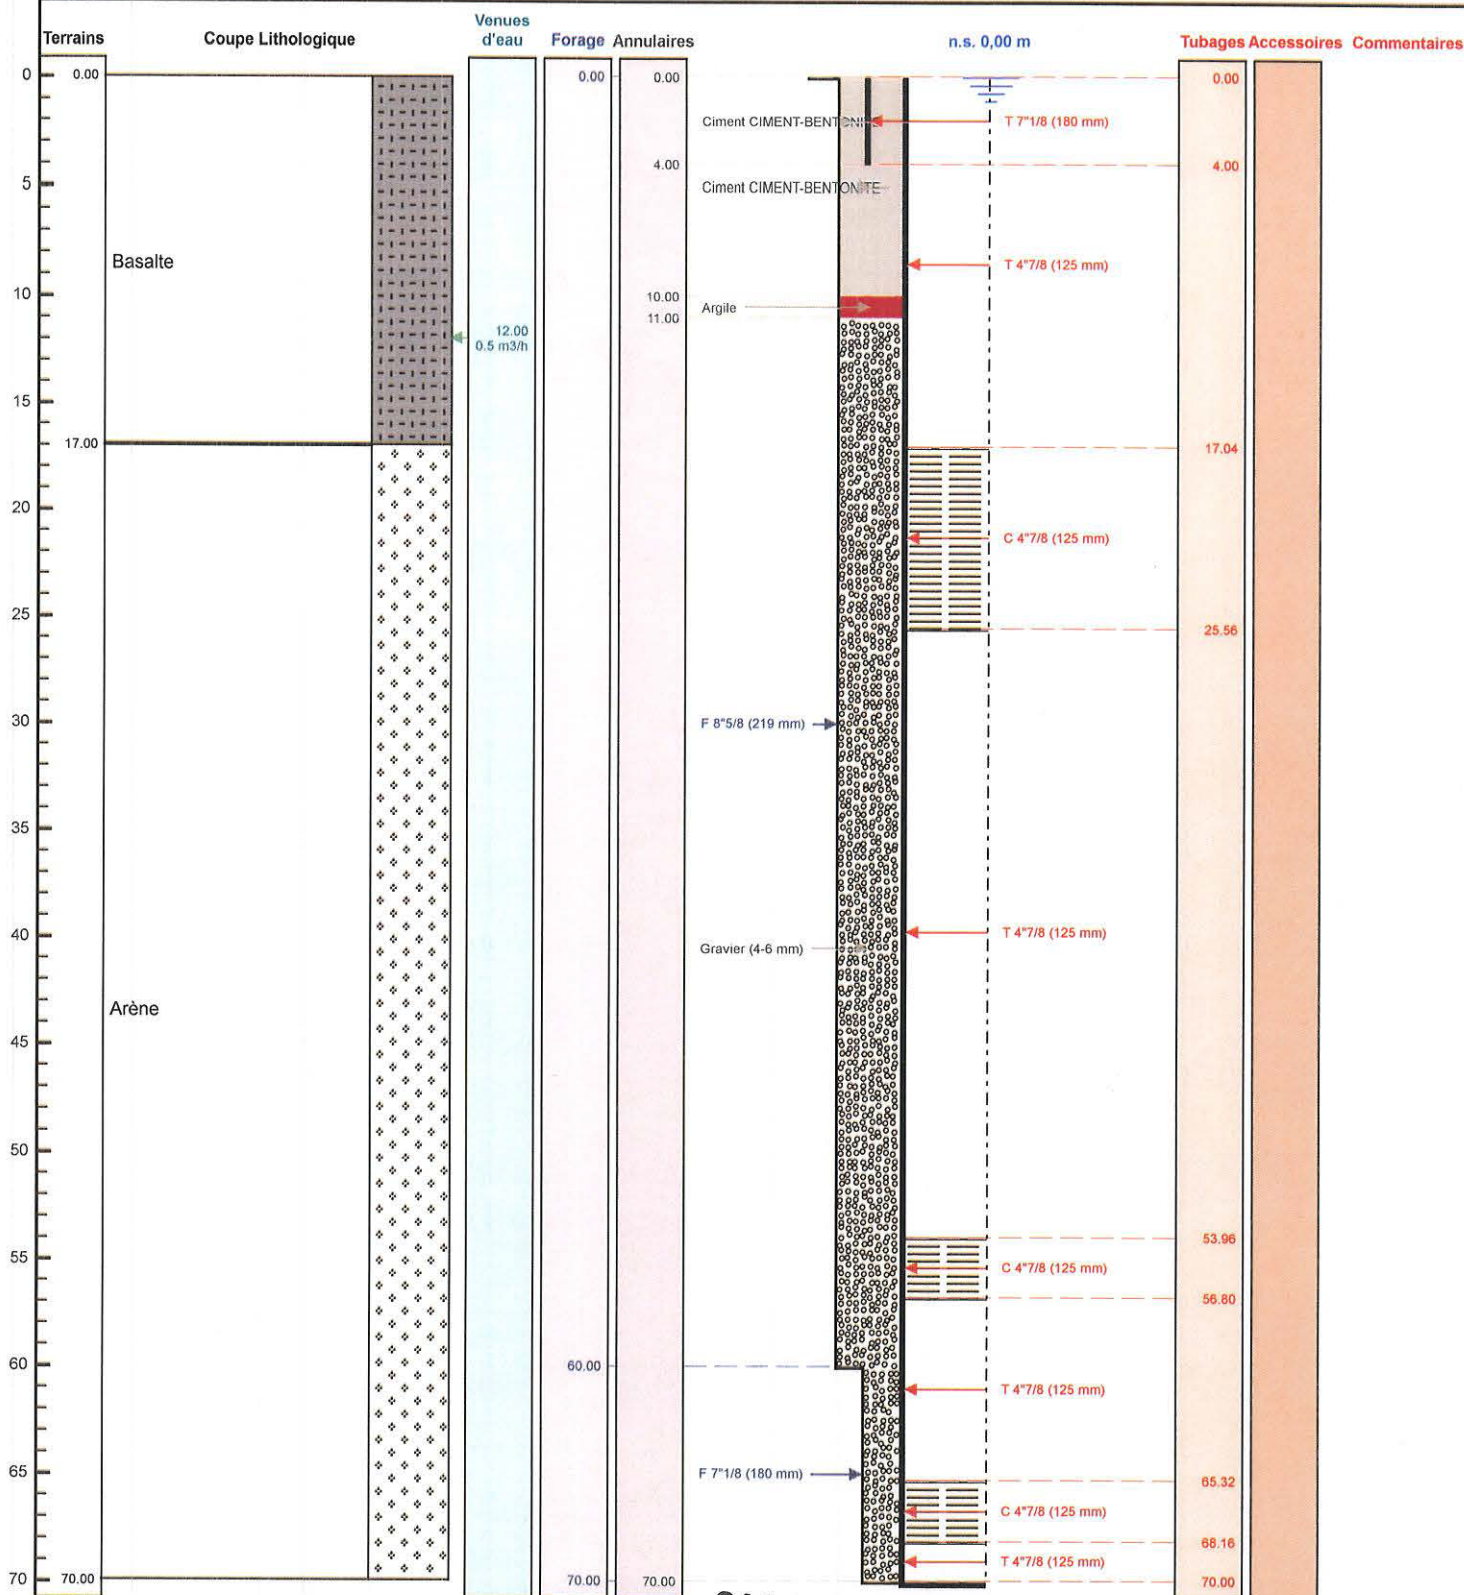 Terrains
Coupe Lithologique
Venues
d'eau
Forage
Annulaires
n.s. 0,00 m
Tubages
Accessoires
Commentaires
0
0.00
0.00
0.00
0.00
Ciment CIMENT-BENTONITE
T 7"1/8 (180 mm)
4.00
4.00
5
Ciment CIMENT-BENTONITE
Basalte
T 4"7/8 (125 mm)
10
10.00
Argile
11.00
12.00
0.5 m3/h
15
17.00
17.04
20
C 4"7/8 (125 mm)
25
25.56
30
F 8"5/8 (219 mm)
35
40
T 4"7/8 (125 mm)
Gravier (4-6 mm)
Arène
45
50
53.96
55
C 4"7/8 (125 mm)
56.80
60
60.00
T 4"7/8 (125 mm)
65
F 7"1/8 (180 mm)
65.32
C 4"7/8 (125 mm)
68.16
T 4"7/8 (125 mm)
70
70.00
70.00
70.00
70.00